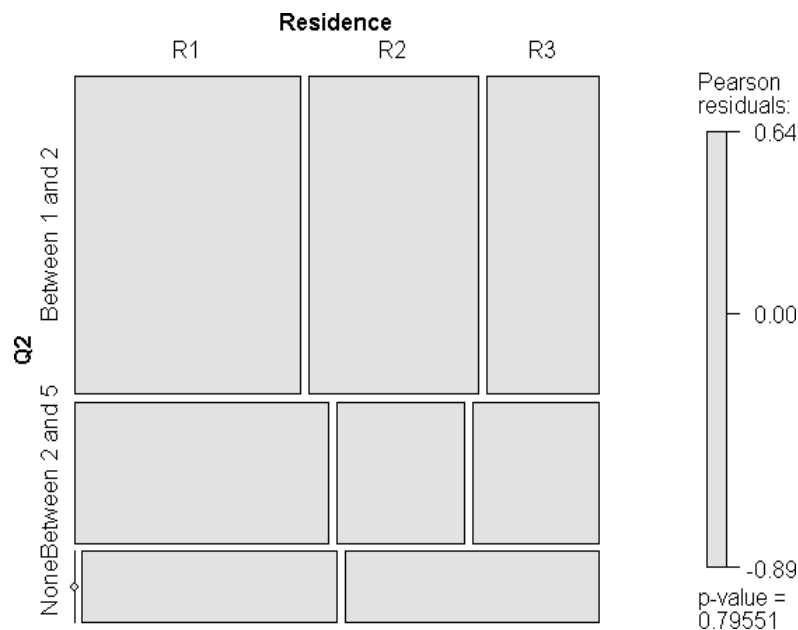 Residence
R1 R2 R3
Q2
Between 1 and 2
Between 2 and 5
None
Pearson
residuals:
0.64
0.00
-0.89
p-value =
0.79551